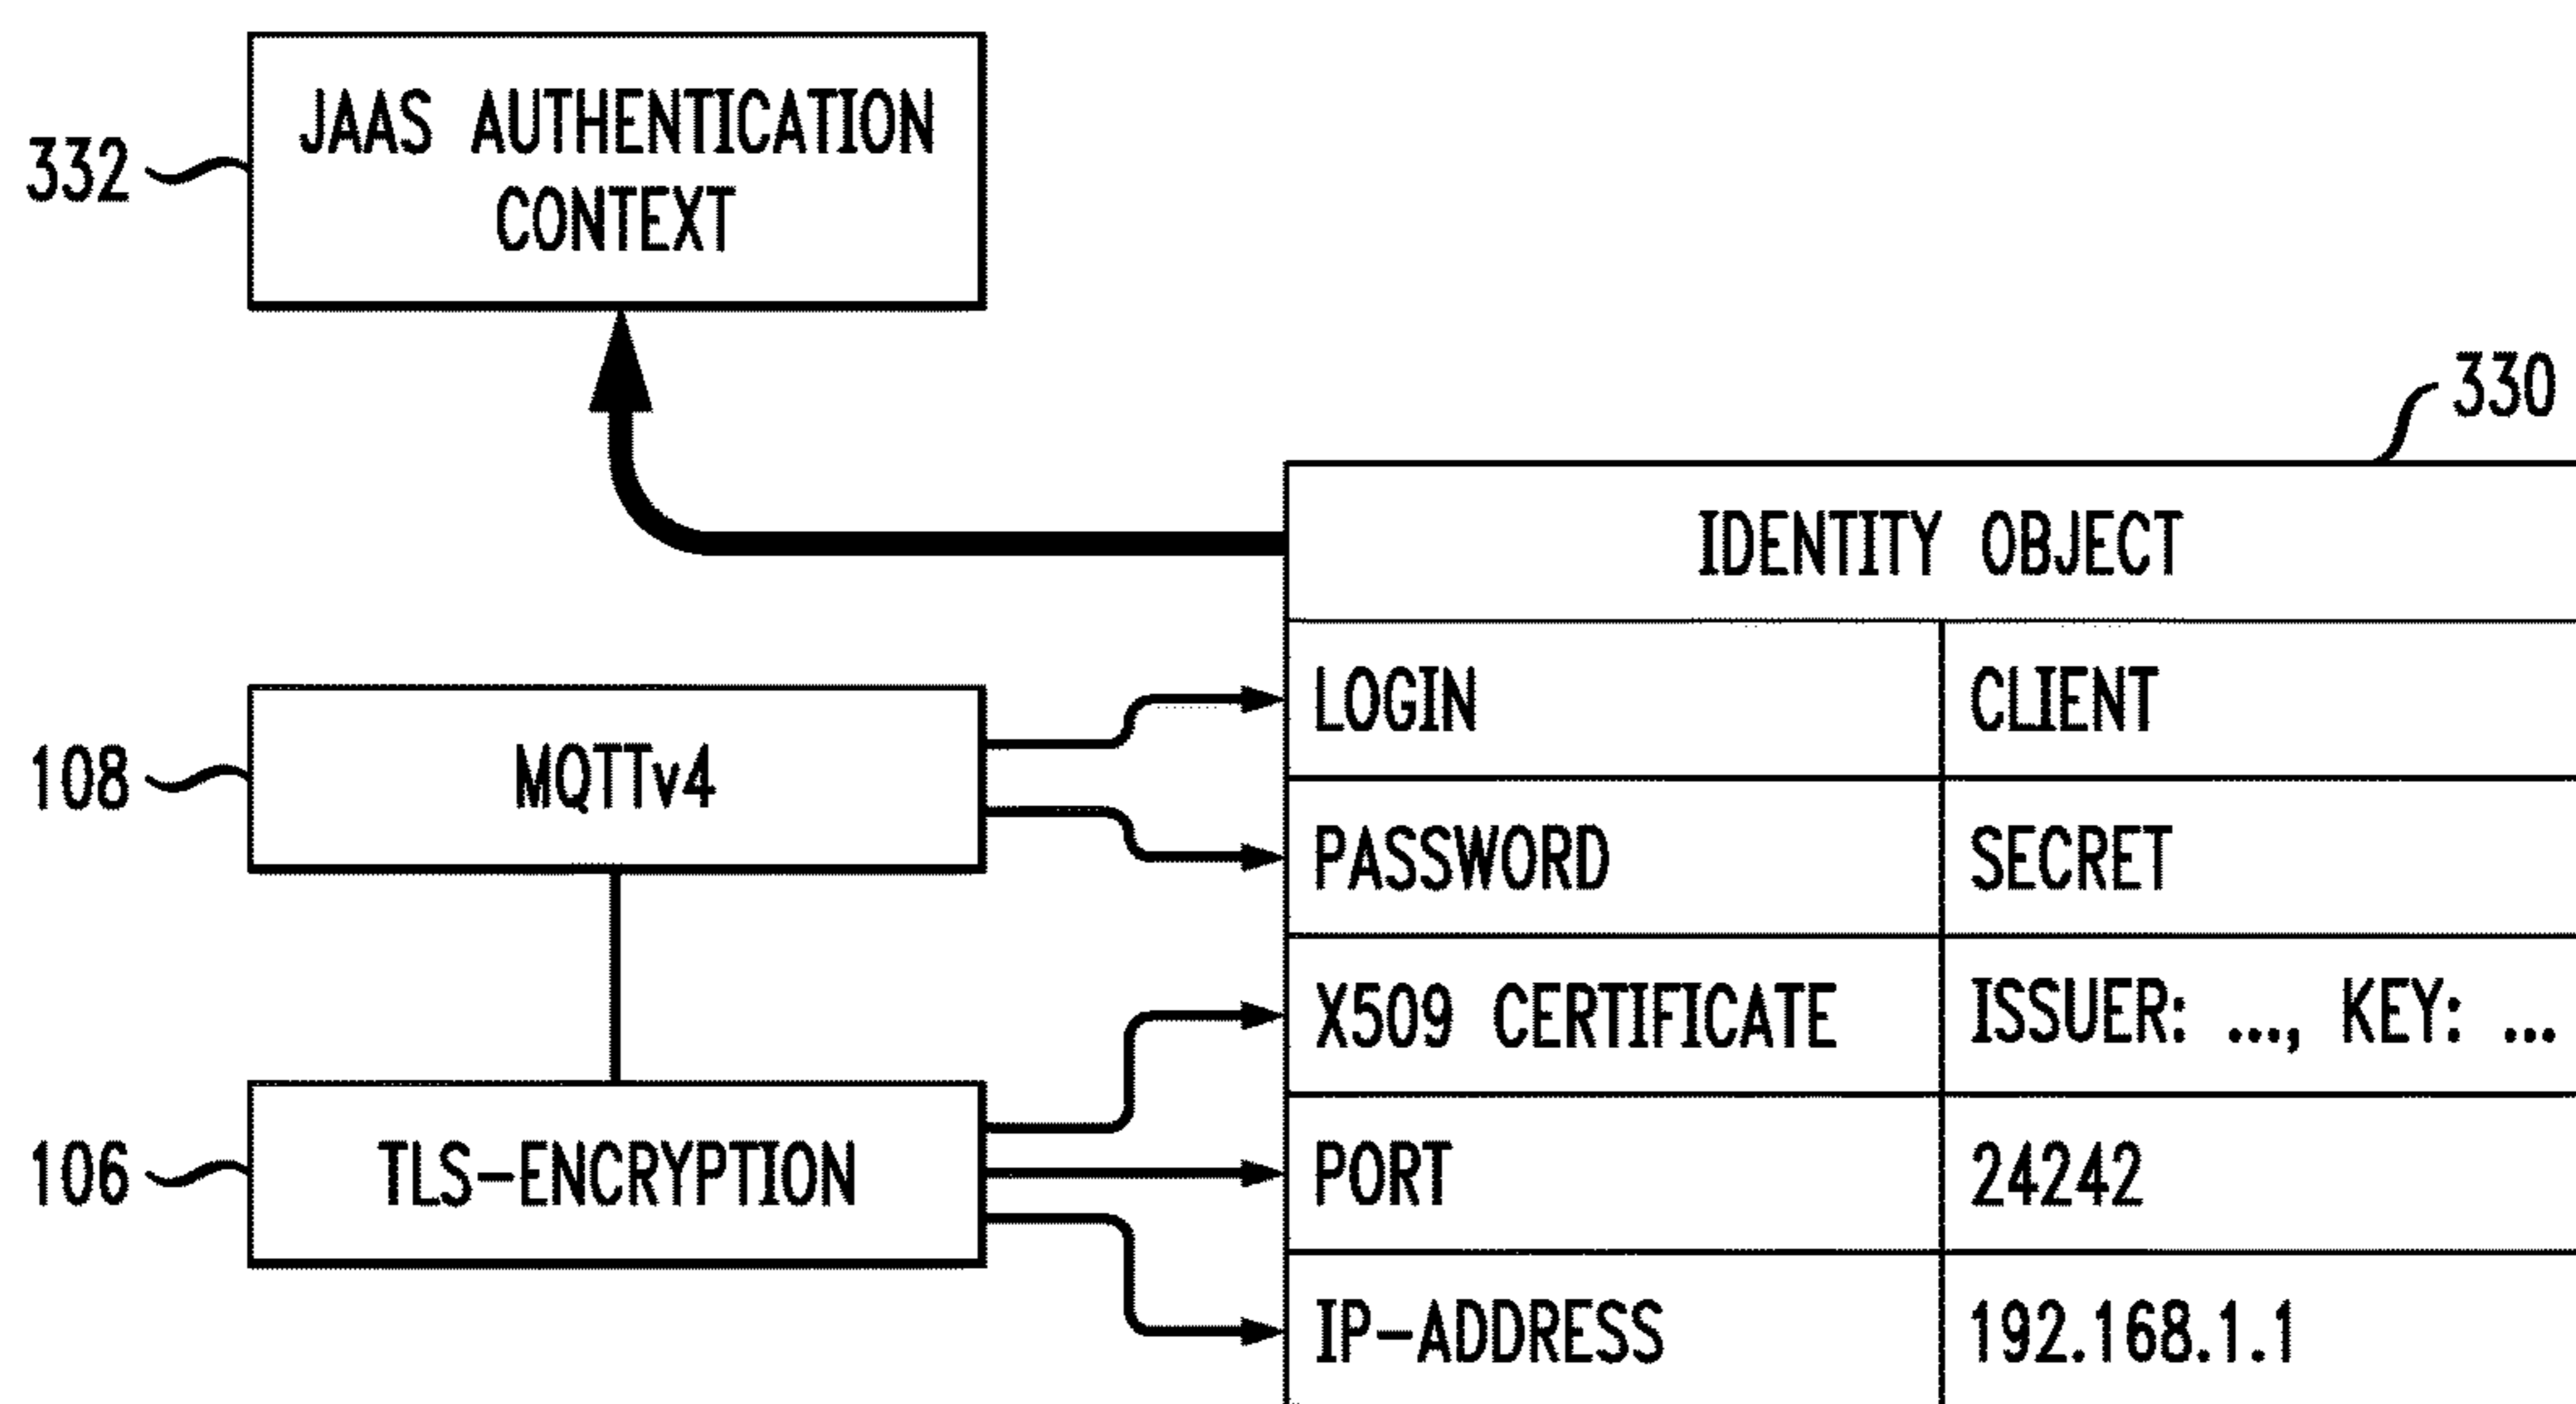 JAAS AUTHENTICATION
CONTEXT
332
330
IDENTITY OBJECT
LOGIN CLIENT
108
MQTTv4
PASSWORD SECRET
X509 CERTIFICATE ISSUER: ..., KEY: ...
106
TLS-ENCRYPTION
PORT 24242
IP-ADDRESS 192.168.1.1